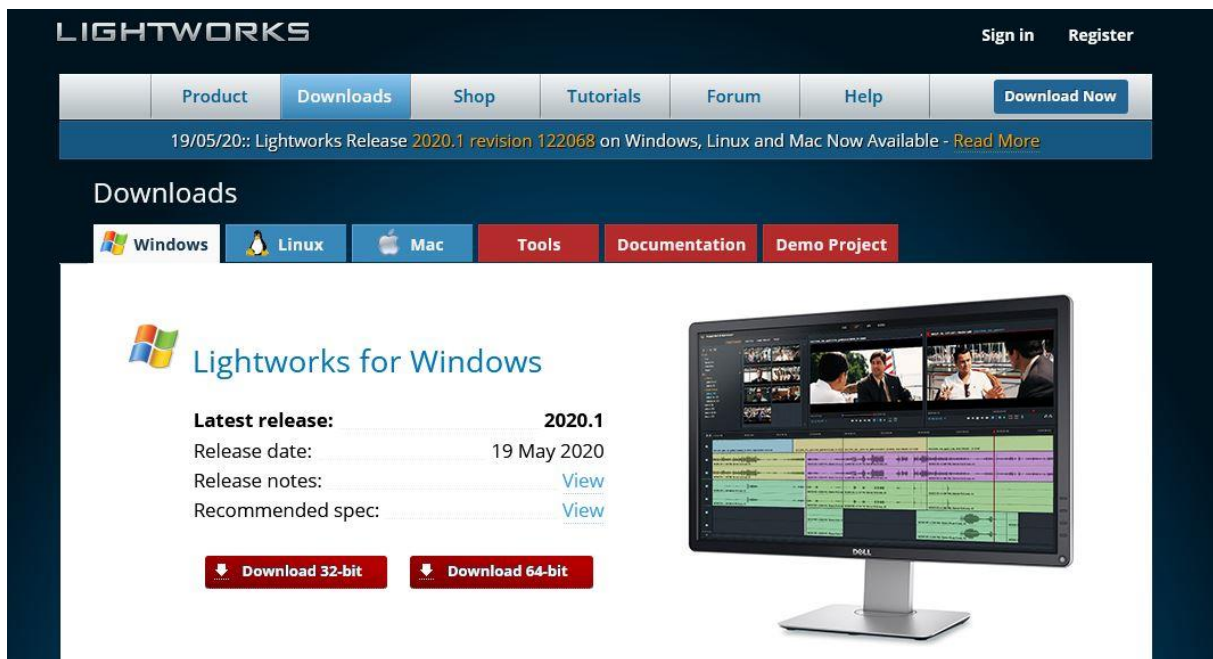 LIGHTWORKS
Sign in Register
Product Downloads Shop Tutorials Forum Help Download Now
19/05/20:: Lightworks Release 2020.1 revision 122068 on Windows, Linux and Mac Now Available - Read More
Downloads
Windows Linux Mac Tools Documentation Demo Project
Lightworks for Windows
Latest release: 2020.1
Release date: 19 May 2020
Release notes: View
Recommended spec: View
Download 32-bit Download 64-bit
DELL